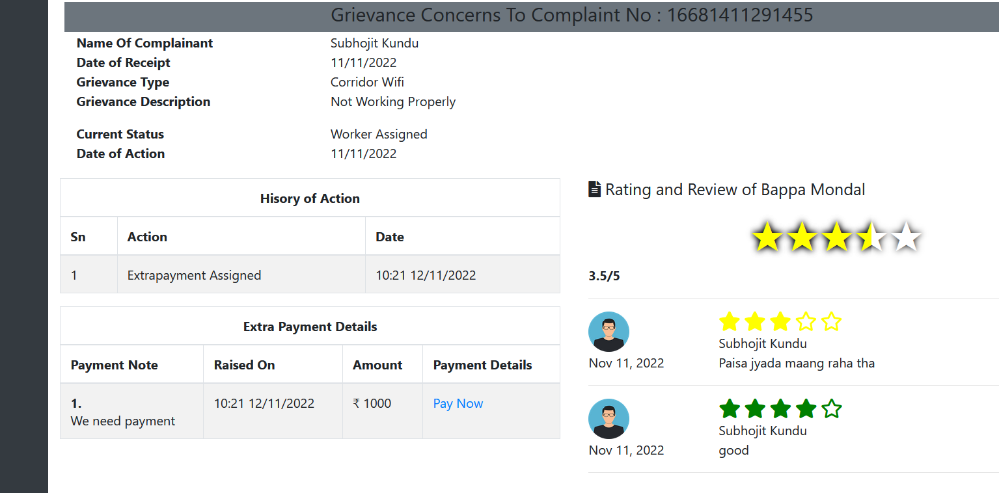 Grievance Concerns To Complaint No : 16681411291455
Name Of Complainant Subhojit Kundu
Date of Receipt 11/11/2022
Grievance Type Corridor Wifi
Grievance Description Not Working Properly
Current Status Worker Assigned
Date of Action 11/11/2022
Hisory of Action
Sn Action Date
1 Extrapayment Assigned 10:21 12/11/2022
Extra Payment Details
Payment Note Raised On Amount Payment Details
1. 10:21 12/11/2022 ₹ 1000 Pay Now
We need payment
Rating and Review of Bappa Mondal
3.5/5
Subhojit Kundu
Nov 11, 2022 Paisa jyada maang raha tha
Subhojit Kundu
Nov 11, 2022 good